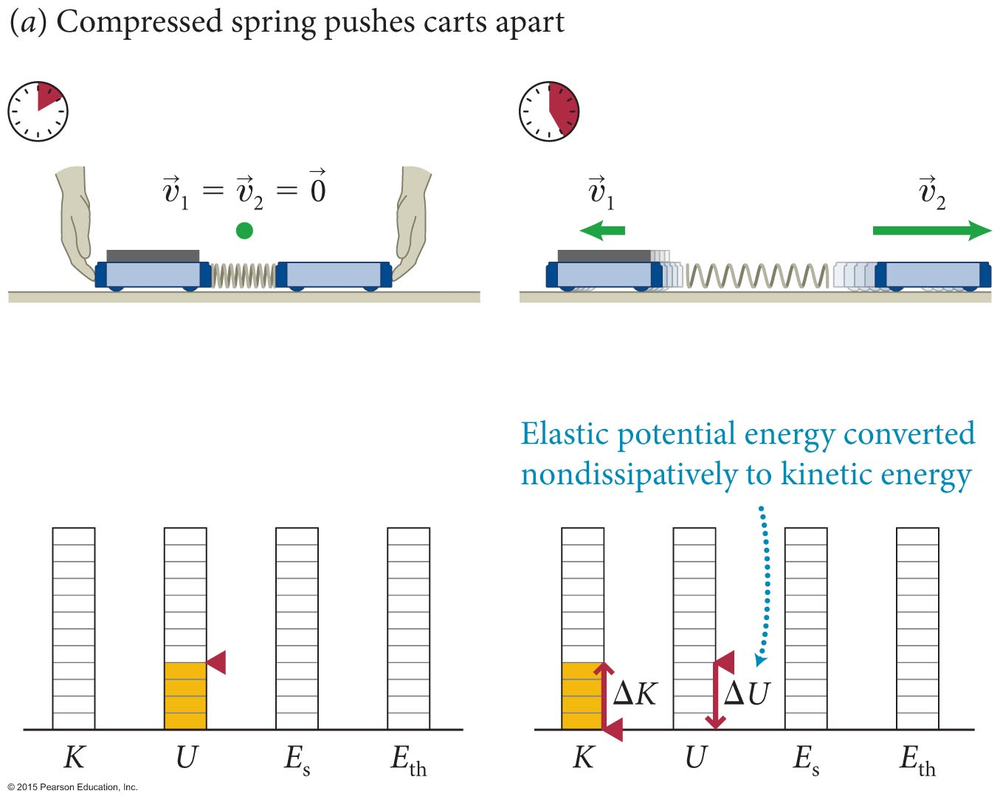 (a) Compressed spring pushes carts apart
v⃗₁ = v⃗₂ = 0⃗
v⃗₁
v⃗₂
Elastic potential energy converted
nondissipatively to kinetic energy
ΔK
ΔU
K U Eₛ Eth
K U Eₛ Eth
© 2015 Pearson Education, Inc.